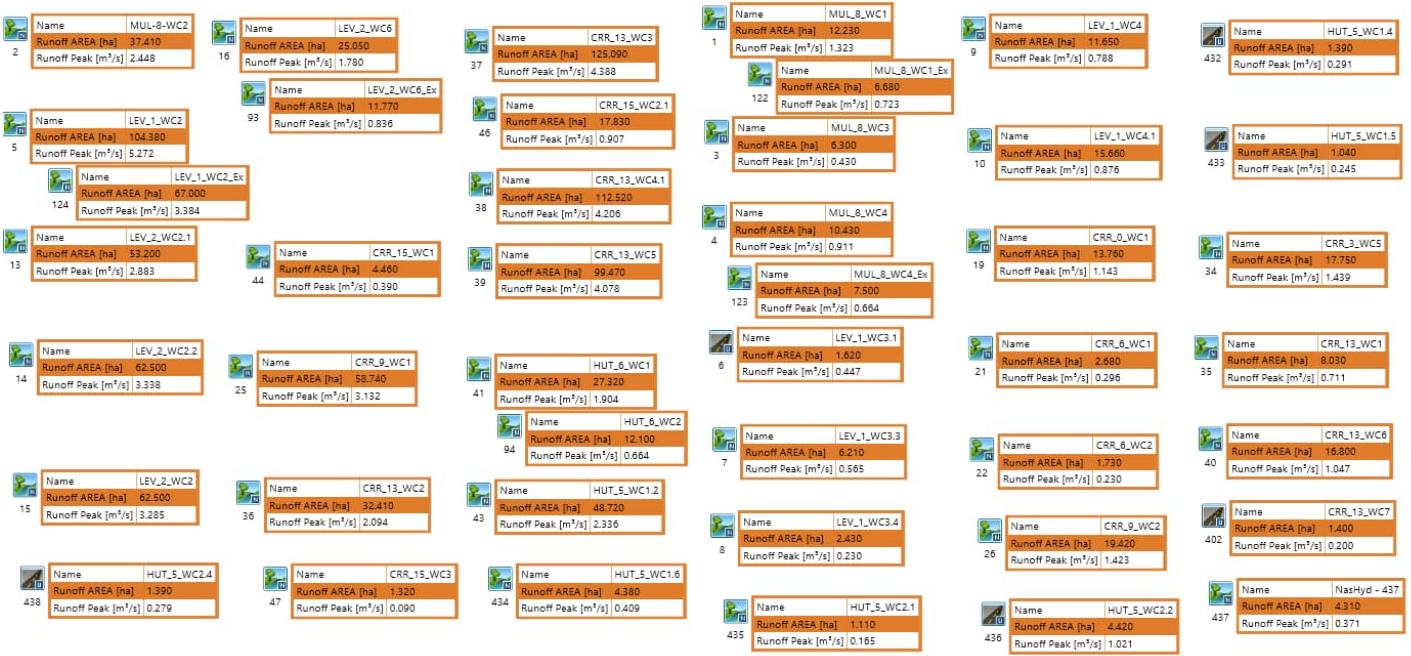 2
Name MUL-8-WC2
Runoff AREA [ha] 37.410
Runoff Peak [m³/s] 2.448
16
Name LEV_2_WC6
Runoff AREA [ha] 25.050
Runoff Peak [m³/s] 1.780
93
Name LEV_2_WC6_Ex
Runoff AREA [ha] 11.770
Runoff Peak [m³/s] 0.836
37
Name CRR_13_WC3
Runoff AREA [ha] 125.090
Runoff Peak [m³/s] 4.388
5
Name LEV_1_WC2
Runoff AREA [ha] 104.380
Runoff Peak [m³/s] 5.272
124
Name LEV_1_WC2_Ex
Runoff AREA [ha] 67.000
Runoff Peak [m³/s] 3.384
46
Name CRR_15_WC2.1
Runoff AREA [ha] 17.830
Runoff Peak [m³/s] 0.907
38
Name CRR_13_WC4.1
Runoff AREA [ha] 112.520
Runoff Peak [m³/s] 4.206
13
Name LEV_2_WC2.1
Runoff AREA [ha] 53.200
Runoff Peak [m³/s] 2.883
44
Name CRR_15_WC1
Runoff AREA [ha] 4.460
Runoff Peak [m³/s] 0.390
39
Name CRR_13_WC5
Runoff AREA [ha] 99.470
Runoff Peak [m³/s] 4.078
14
Name LEV_2_WC2.2
Runoff AREA [ha] 62.500
Runoff Peak [m³/s] 3.338
25
Name CRR_9_WC1
Runoff AREA [ha] 58.740
Runoff Peak [m³/s] 3.132
41
Name HUT_6_WC1
Runoff AREA [ha] 27.320
Runoff Peak [m³/s] 1.904
94
Name HUT_6_WC2
Runoff AREA [ha] 12.100
Runoff Peak [m³/s] 0.664
15
Name LEV_2_WC2
Runoff AREA [ha] 62.500
Runoff Peak [m³/s] 3.285
36
Name CRR_13_WC2
Runoff AREA [ha] 32.410
Runoff Peak [m³/s] 2.094
43
Name HUT_5_WC1.2
Runoff AREA [ha] 48.720
Runoff Peak [m³/s] 2.336
438
Name HUT_5_WC2.4
Runoff AREA [ha] 1.390
Runoff Peak [m³/s] 0.279
47
Name CRR_15_WC3
Runoff AREA [ha] 1.320
Runoff Peak [m³/s] 0.090
434
Name HUT_5_WC1.6
Runoff AREA [ha] 4.380
Runoff Peak [m³/s] 0.409
1
Name MUL_8_WC1
Runoff AREA [ha] 12.230
Runoff Peak [m³/s] 1.323
122
Name MUL_8_WC1_Ex
Runoff AREA [ha] 6.680
Runoff Peak [m³/s] 0.723
9
Name LEV_1_WC4
Runoff AREA [ha] 11.650
Runoff Peak [m³/s] 0.788
432
Name HUT_5_WC1.4
Runoff AREA [ha] 1.390
Runoff Peak [m³/s] 0.291
3
Name MUL_8_WC3
Runoff AREA [ha] 6.300
Runoff Peak [m³/s] 0.430
10
Name LEV_1_WC4.1
Runoff AREA [ha] 15.660
Runoff Peak [m³/s] 0.876
433
Name HUT_5_WC1.5
Runoff AREA [ha] 1.040
Runoff Peak [m³/s] 0.245
4
Name MUL_8_WC4
Runoff AREA [ha] 10.430
Runoff Peak [m³/s] 0.911
123
Name MUL_8_WC4_Ex
Runoff AREA [ha] 7.500
Runoff Peak [m³/s] 0.664
19
Name CRR_0_WC1
Runoff AREA [ha] 13.760
Runoff Peak [m³/s] 1.143
34
Name CRR_3_WC5
Runoff AREA [ha] 17.750
Runoff Peak [m³/s] 1.439
6
Name LEV_1_WC3.1
Runoff AREA [ha] 1.620
Runoff Peak [m³/s] 0.447
21
Name CRR_6_WC1
Runoff AREA [ha] 2.680
Runoff Peak [m³/s] 0.296
35
Name CRR_13_WC1
Runoff AREA [ha] 8.030
Runoff Peak [m³/s] 0.711
7
Name LEV_1_WC3.3
Runoff AREA [ha] 6.210
Runoff Peak [m³/s] 0.565
22
Name CRR_6_WC2
Runoff AREA [ha] 1.730
Runoff Peak [m³/s] 0.230
40
Name CRR_13_WC6
Runoff AREA [ha] 16.800
Runoff Peak [m³/s] 1.047
8
Name LEV_1_WC3.4
Runoff AREA [ha] 2.430
Runoff Peak [m³/s] 0.230
26
Name CRR_9_WC2
Runoff AREA [ha] 19.420
Runoff Peak [m³/s] 1.423
402
Name CRR_13_WC7
Runoff AREA [ha] 1.400
Runoff Peak [m³/s] 0.200
435
Name HUT_5_WC2.1
Runoff AREA [ha] 1.110
Runoff Peak [m³/s] 0.165
436
Name HUT_5_WC2.2
Runoff AREA [ha] 4.420
Runoff Peak [m³/s] 1.021
437
Name NasHyd - 437
Runoff AREA [ha] 4.310
Runoff Peak [m³/s] 0.371